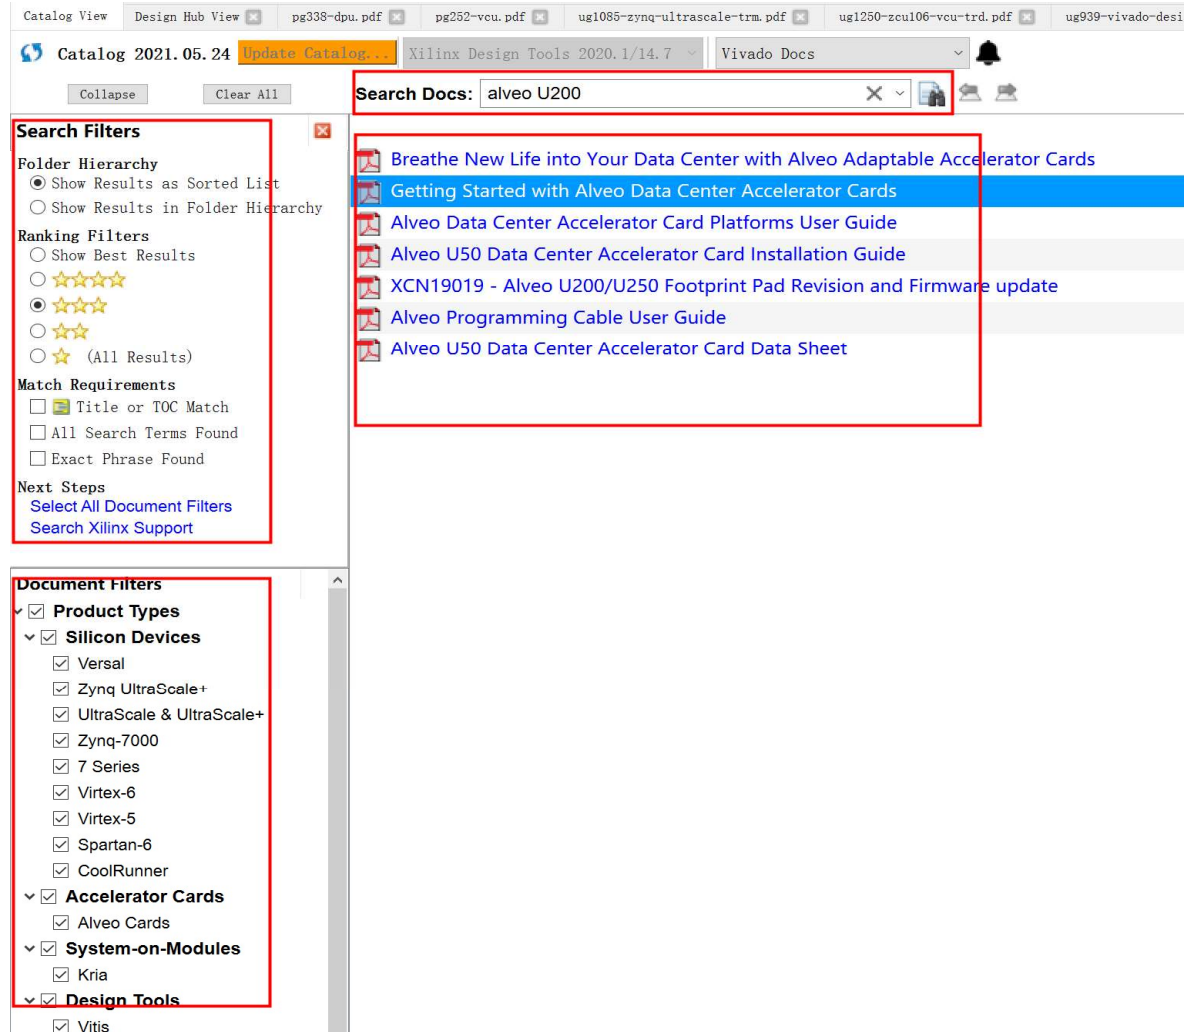 Catalog View Design Hub View pg338-dpu.pdf pg252-vcu.pdf ug1085-zynq-ultrascale-trm.pdf ug1250-zcu106-vcu-trd.pdf ug939-vivado-desi
Catalog 2021.05.24 Update Catalog... Xilinx Design Tools 2020.1/14.7 Vivado Docs
Collapse Clear All Search Docs: alveo U200
Search Filters
Folder Hierarchy
Show Results as Sorted List
Show Results in Folder Hierarchy
Ranking Filters
Show Best Results
(All Results)
Match Requirements
Title or TOC Match
All Search Terms Found
Exact Phrase Found
Next Steps
Select All Document Filters
Search Xilinx Support
Breathe New Life into Your Data Center with Alveo Adaptable Accelerator Cards
Getting Started with Alveo Data Center Accelerator Cards
Alveo Data Center Accelerator Card Platforms User Guide
Alveo U50 Data Center Accelerator Card Installation Guide
XCN19019 - Alveo U200/U250 Footprint Pad Revision and Firmware update
Alveo Programming Cable User Guide
Alveo U50 Data Center Accelerator Card Data Sheet
Document Filters
Product Types
Silicon Devices
Versal
Zynq UltraScale+
UltraScale & UltraScale+
Zynq-7000
7 Series
Virtex-6
Virtex-5
Spartan-6
CoolRunner
Accelerator Cards
Alveo Cards
System-on-Modules
Kria
Design Tools
Vitis